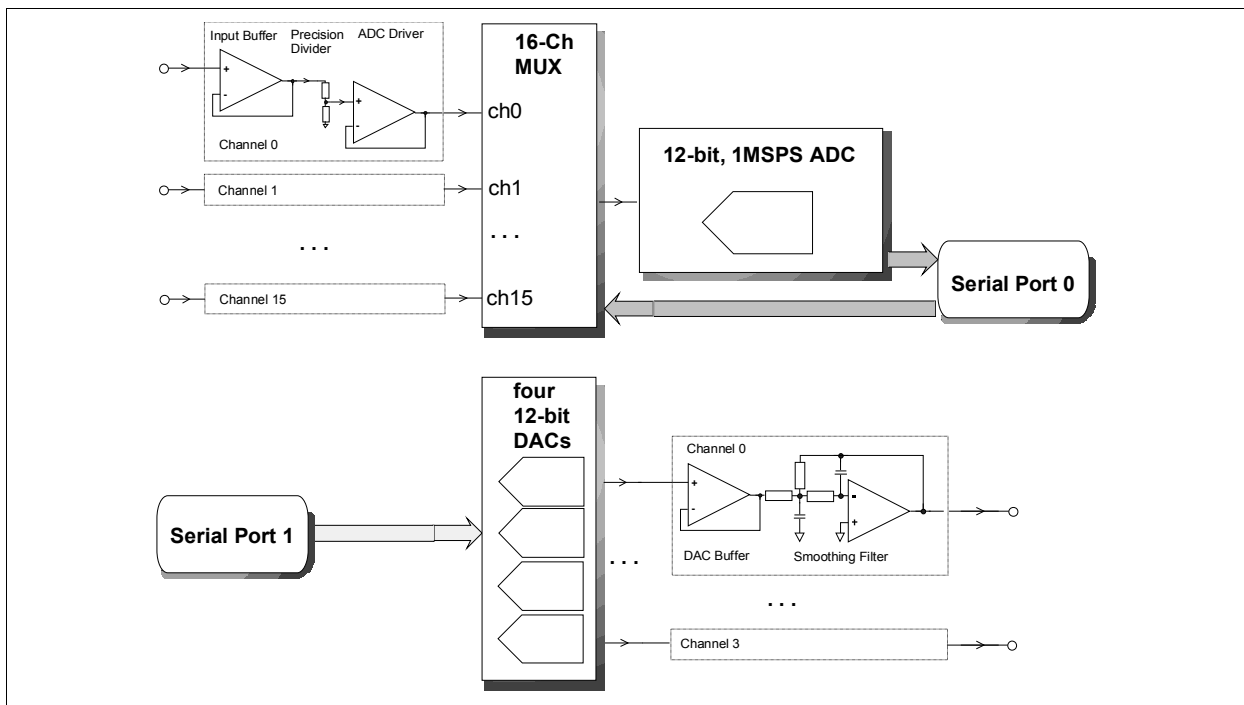 Input Buffer
Precision
Divider
ADC Driver
+
-
+
-
Channel 0
16-Ch
MUX
ch0
Channel 1
ch1
. . .
. . .
Channel 15
ch15
12-bit, 1MSPS ADC
Serial Port 0
four
12-bit
DACs
Serial Port 1
Channel 0
+
-
-
+
DAC Buffer
Smoothing Filter
. . .
. . .
Channel 3